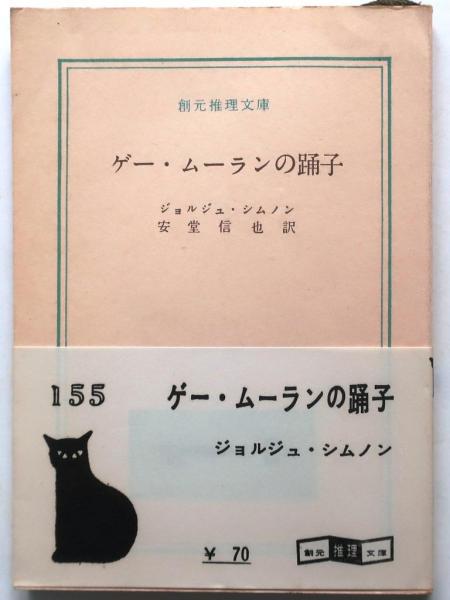 創元推理文庫
ゲー・ムーランの踊子
ジョルジュ・シムノン
安堂信也訳
155
ゲー・ムーランの踊子
ジョルジュ・シムノン
¥ 70
創元 推理 文庫